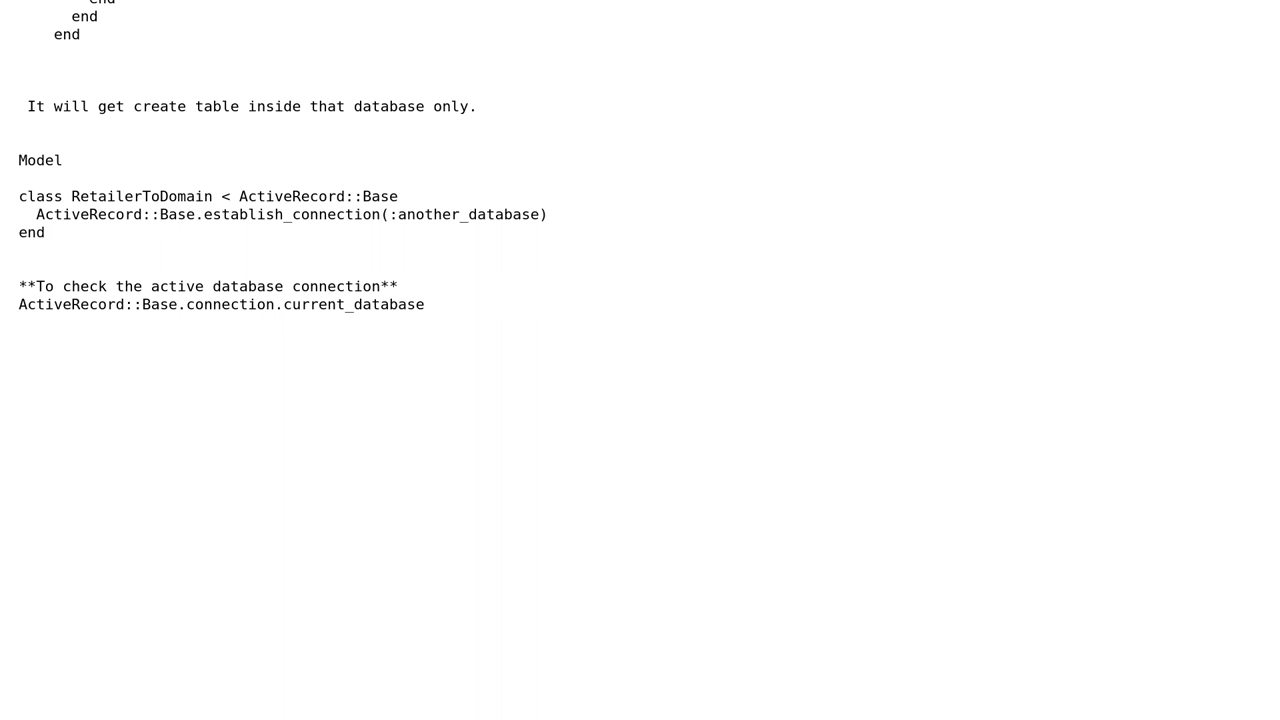 end
end
end
It will get create table inside that database only.
Model
class RetailerToDomain < ActiveRecord::Base
ActiveRecord::Base.establish_connection(:another_database)
end
**To check the active database connection**
ActiveRecord::Base.connection.current_database